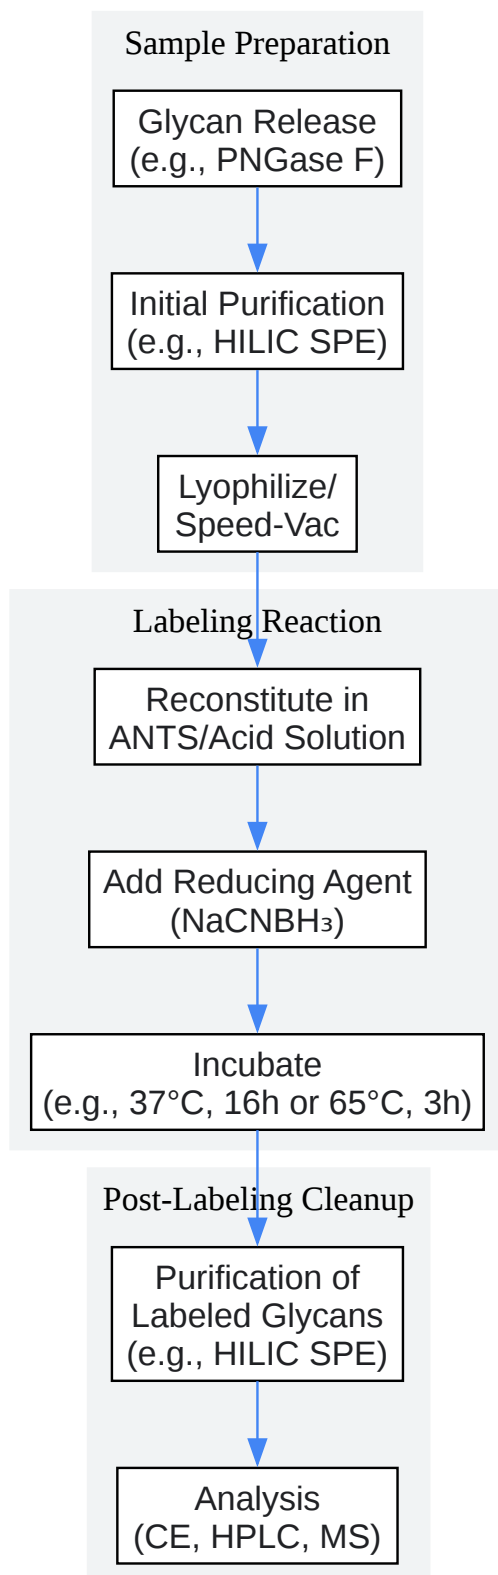 Sample Preparation
Glycan Release
(e.g., PNGase F)
Initial Purification
(e.g., HILIC SPE)
Lyophilize/
Speed-Vac
Labeling Reaction
Reconstitute in
ANTS/Acid Solution
Add Reducing Agent
(NaCNBH₃)
Incubate
(e.g., 37°C, 16h or 65°C, 3h)
Post-Labeling Cleanup
Purification of
Labeled Glycans
(e.g., HILIC SPE)
Analysis
(CE, HPLC, MS)